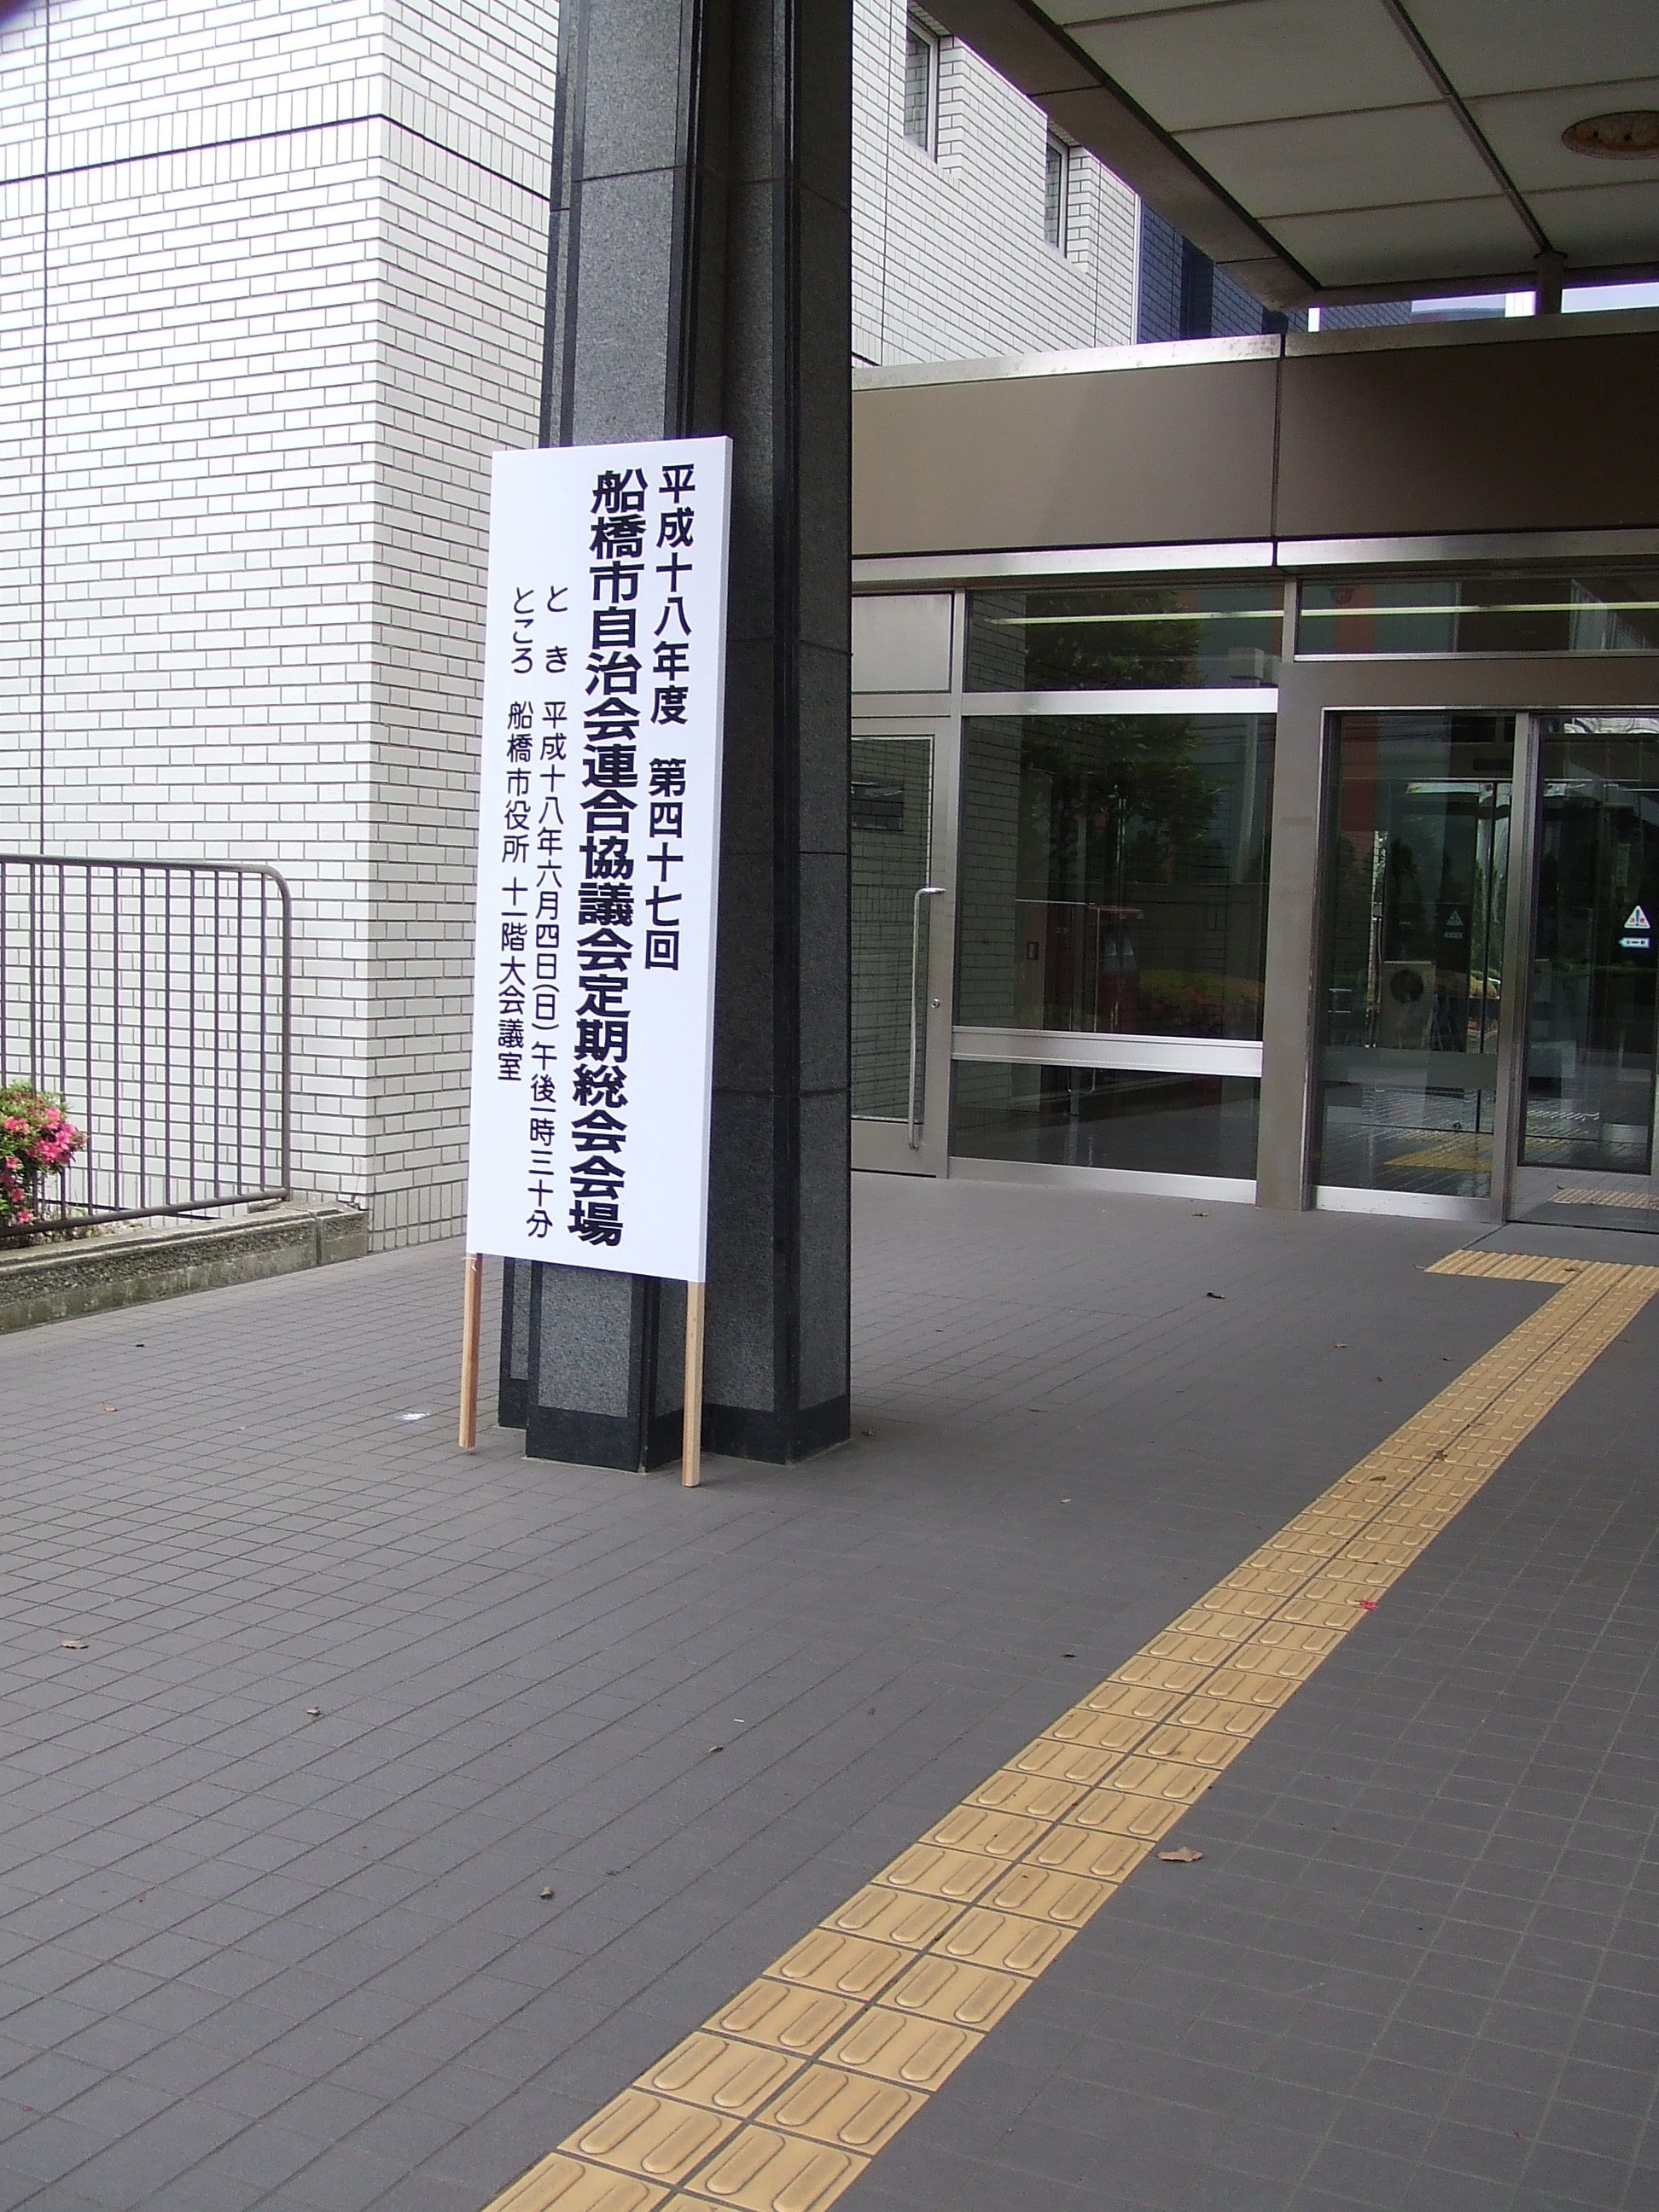 平成十八年度　第四十七回
船橋市自治会連合協議会定期総会会場
とき　平成十八年六月四日(日)午後一時三十分
ところ　船橋市役所　十一階大会議室